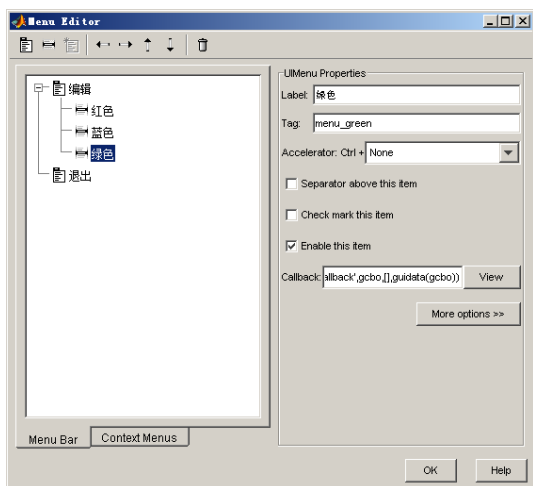 Menu Editor
编辑
红色
蓝色
绿色
退出
Menu Bar
Context Menus
UIMenu Properties
Label: 绿色
Tag: menu_green
Accelerator: Ctrl + None
Separator above this item
Check mark this item
Enable this item
Callback: allback',gcbo,[],guidata(gcbo)) View
More options >>
OK Help